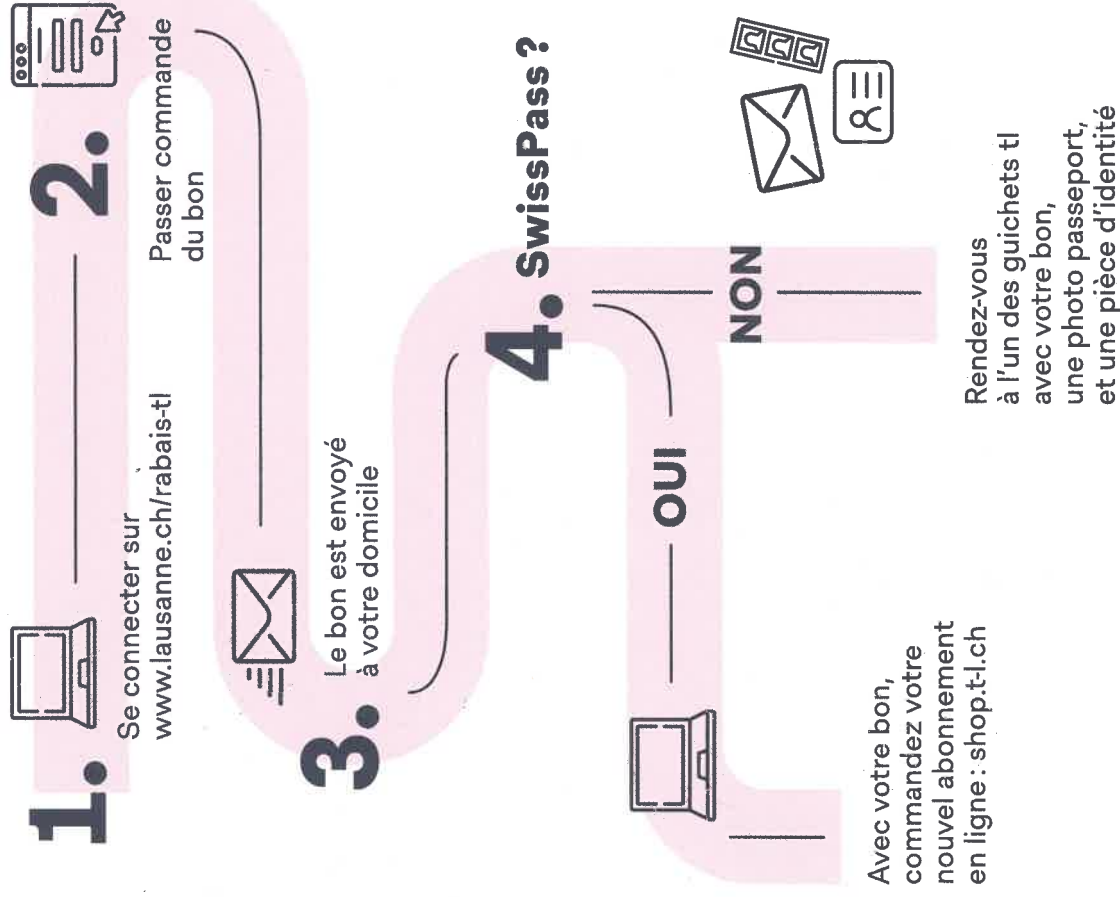 1.
Se connecter sur
www.lausanne.ch/rabais-tl
2.
Passer commande
du bon
3.
Le bon est envoyé
à votre domicile
4. SwissPass ?
OUI
Avec votre bon,
commandez votre
nouvel abonnement
en ligne : shop.t-l.ch
NON
Rendez-vous
à l'un des guichets tl
avec votre bon,
une photo passeport,
et une pièce d'identité